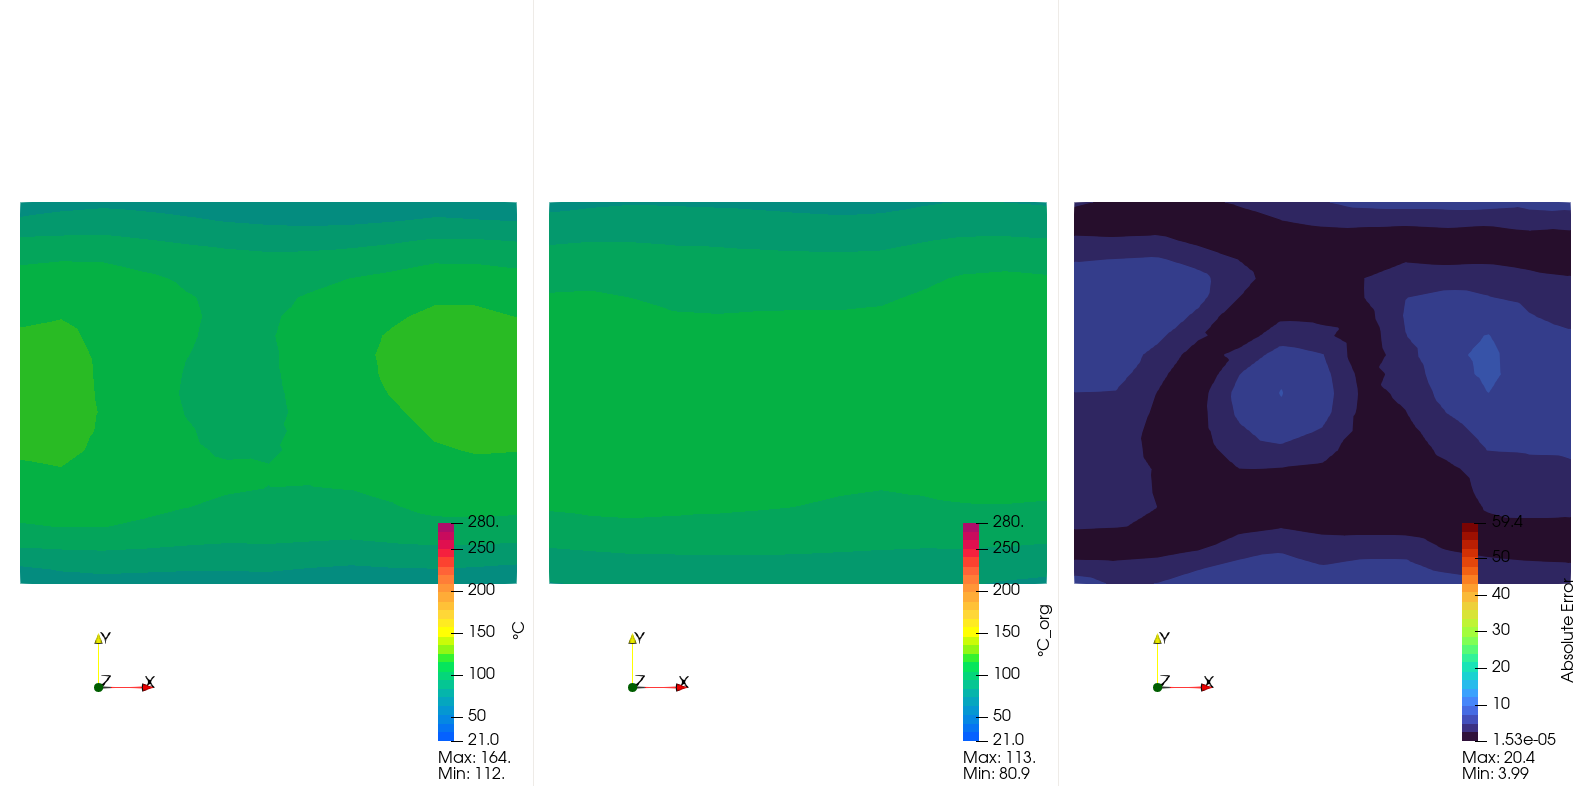 280.
250
200
150
100
50
21.0
°C
Max: 164.
Min: 112.
Y
Z
X
280.
250
200
150
100
50
21.0
°C_org
Max: 113.
Min: 80.9
Y
Z
X
59.4
50
40
30
20
10
1.53e-05
Absolute Error
Max: 20.4
Min: 3.99
Y
Z
X